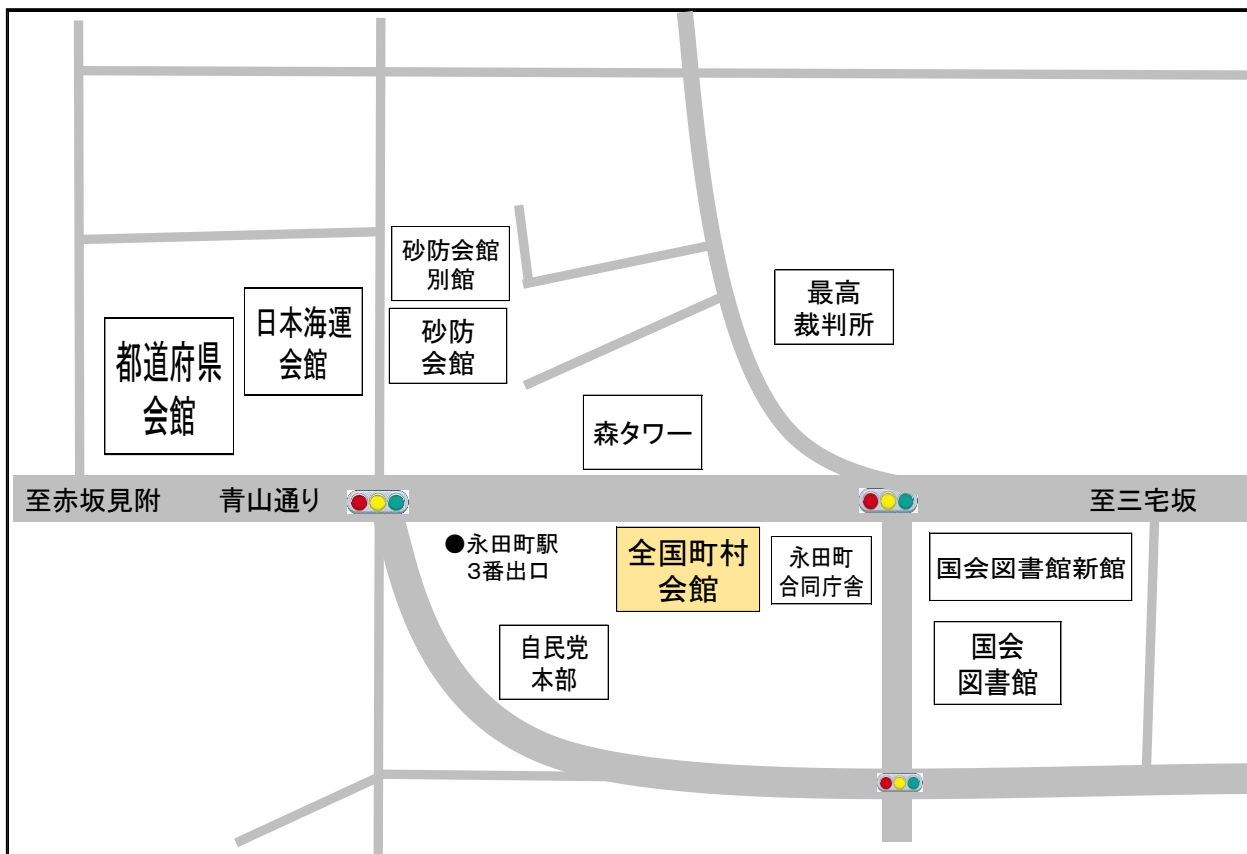 砂防会館
別館
日本海運
会館
砂防
会館
最高
裁判所
都道府県
会館
森タワー
至赤坂見附
青山通り
至三宅坂
●永田町駅
3番出口
全国町村
会館
永田町
合同庁舎
国会図書館新館
自民党
本部
国会
図書館